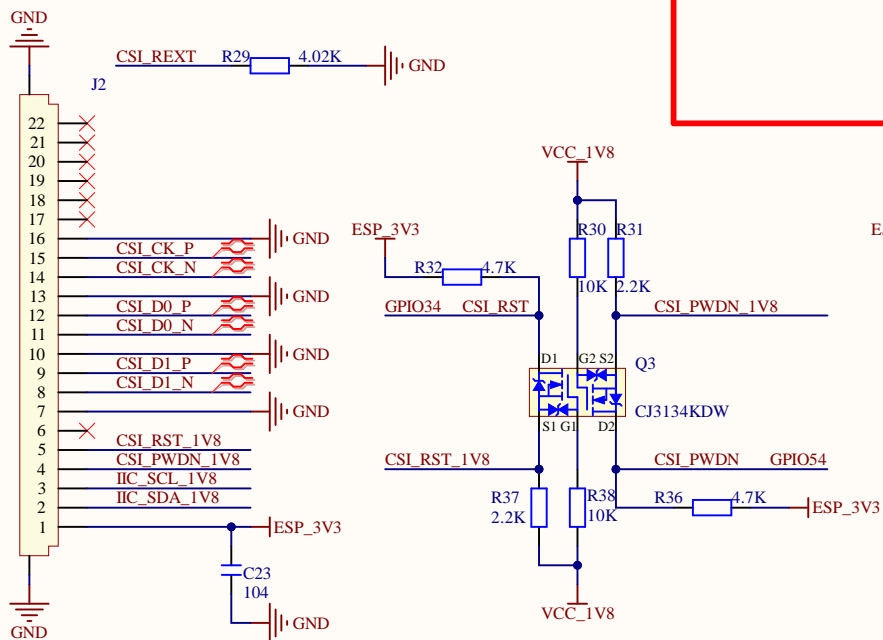 GND
CSI_REXT R29 4.02K GND
J2
22
21
20
19
18
17
16 GND
CSI_CK_P
15
CSI_CK_N
14
13 GND
CSI_D0_P
12
CSI_D0_N
11
10 GND
CSI_D1_P
9
CSI_D1_N
8
7 GND
6
CSI_RST_1V8
5
CSI_PWDN_1V8
4
IIC_SCL_1V8
3
IIC_SDA_1V8
2
1 ESP_3V3
C23
104
GND
GND
VCC_1V8
ESP_3V3
R30 R31
R32 4.7K
10K 2.2K
GPIO34 CSI_RST
CSI_PWDN_1V8
D1 G2 S2
Q3
CJ3134KDW
S1 G1 D2
CSI_RST_1V8
CSI_PWDN GPIO54
R37 R38
2.2K 10K
R36 4.7K
ESP_3V3
VCC_1V8